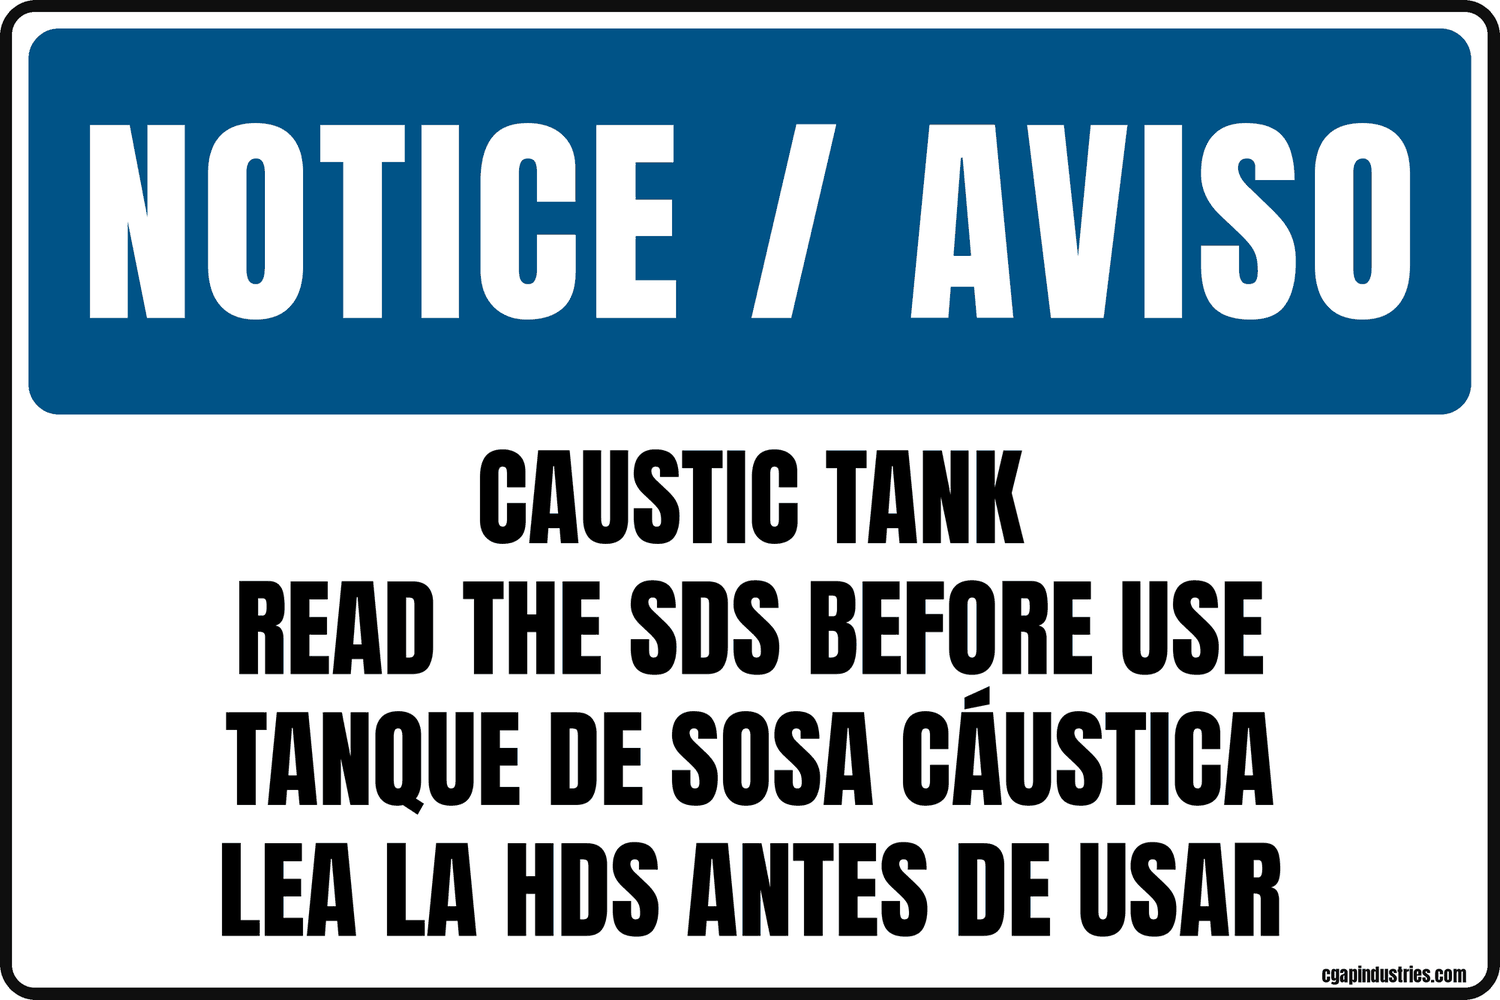 NOTICE / AVISO
CAUSTIC TANK
READ THE SDS BEFORE USE
TANQUE DE SOSA CÁUSTICA
LEA LA HDS ANTES DE USAR
cgapindustries.com